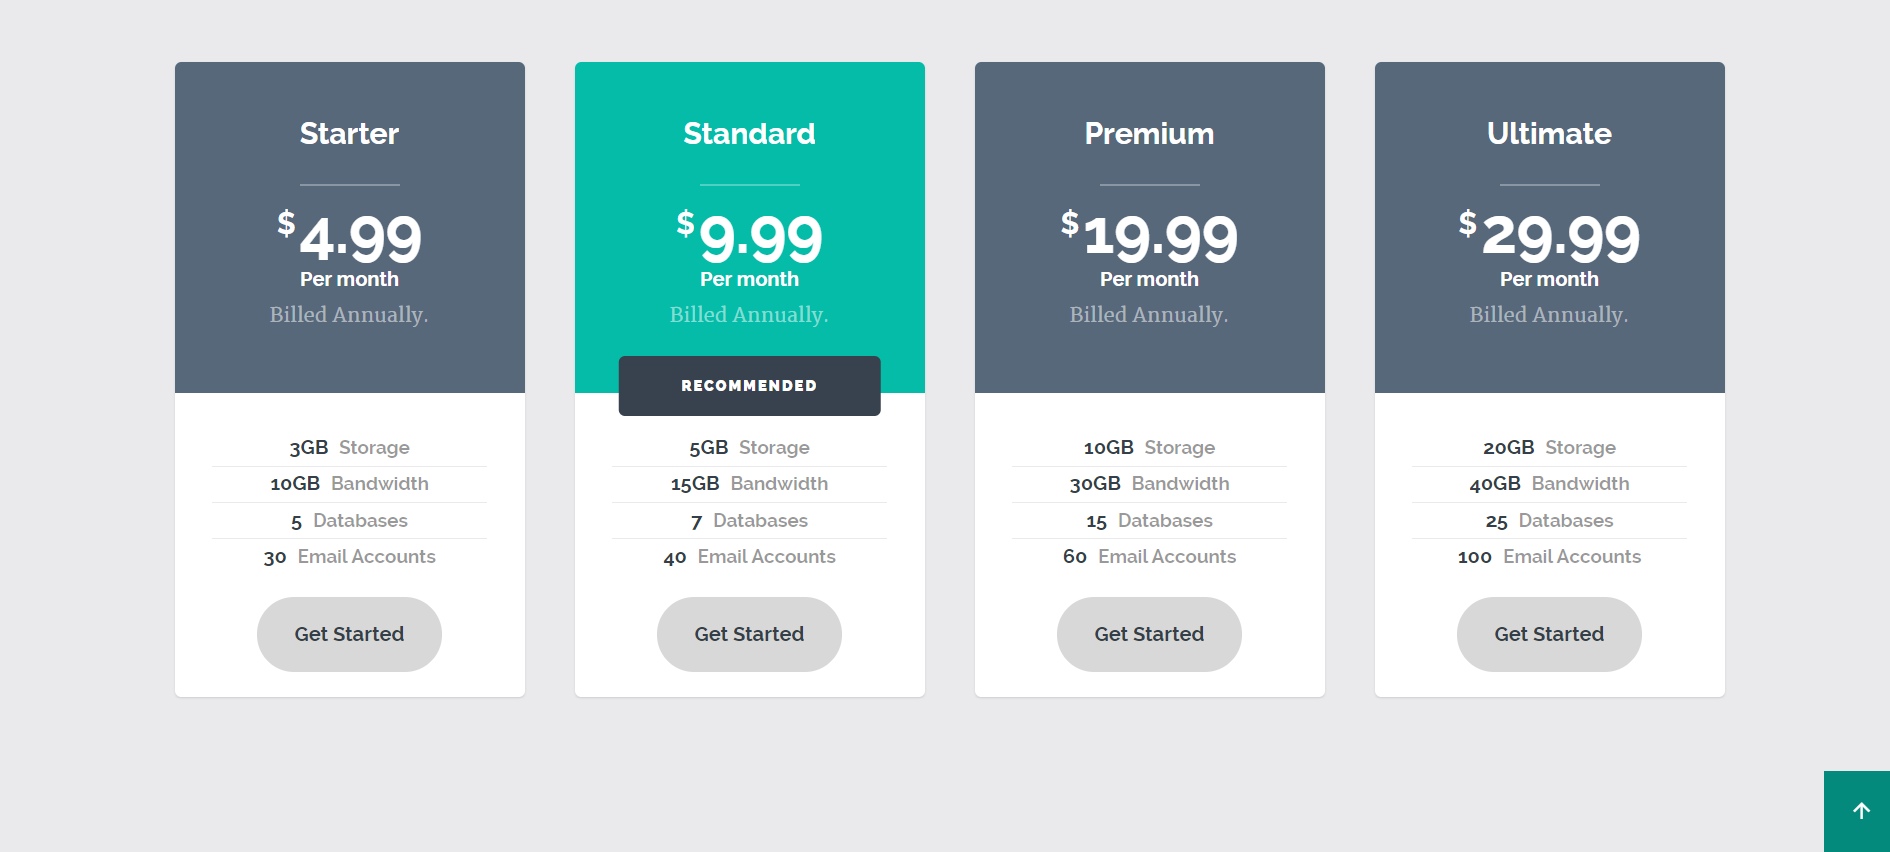 Starter
$4.99
Per month
Billed Annually.
3GB Storage
10GB Bandwidth
5 Databases
30 Email Accounts
Get Started
Standard
$9.99
Per month
Billed Annually.
RECOMMENDED
5GB Storage
15GB Bandwidth
7 Databases
40 Email Accounts
Get Started
Premium
$19.99
Per month
Billed Annually.
10GB Storage
30GB Bandwidth
15 Databases
60 Email Accounts
Get Started
Ultimate
$29.99
Per month
Billed Annually.
20GB Storage
40GB Bandwidth
25 Databases
100 Email Accounts
Get Started